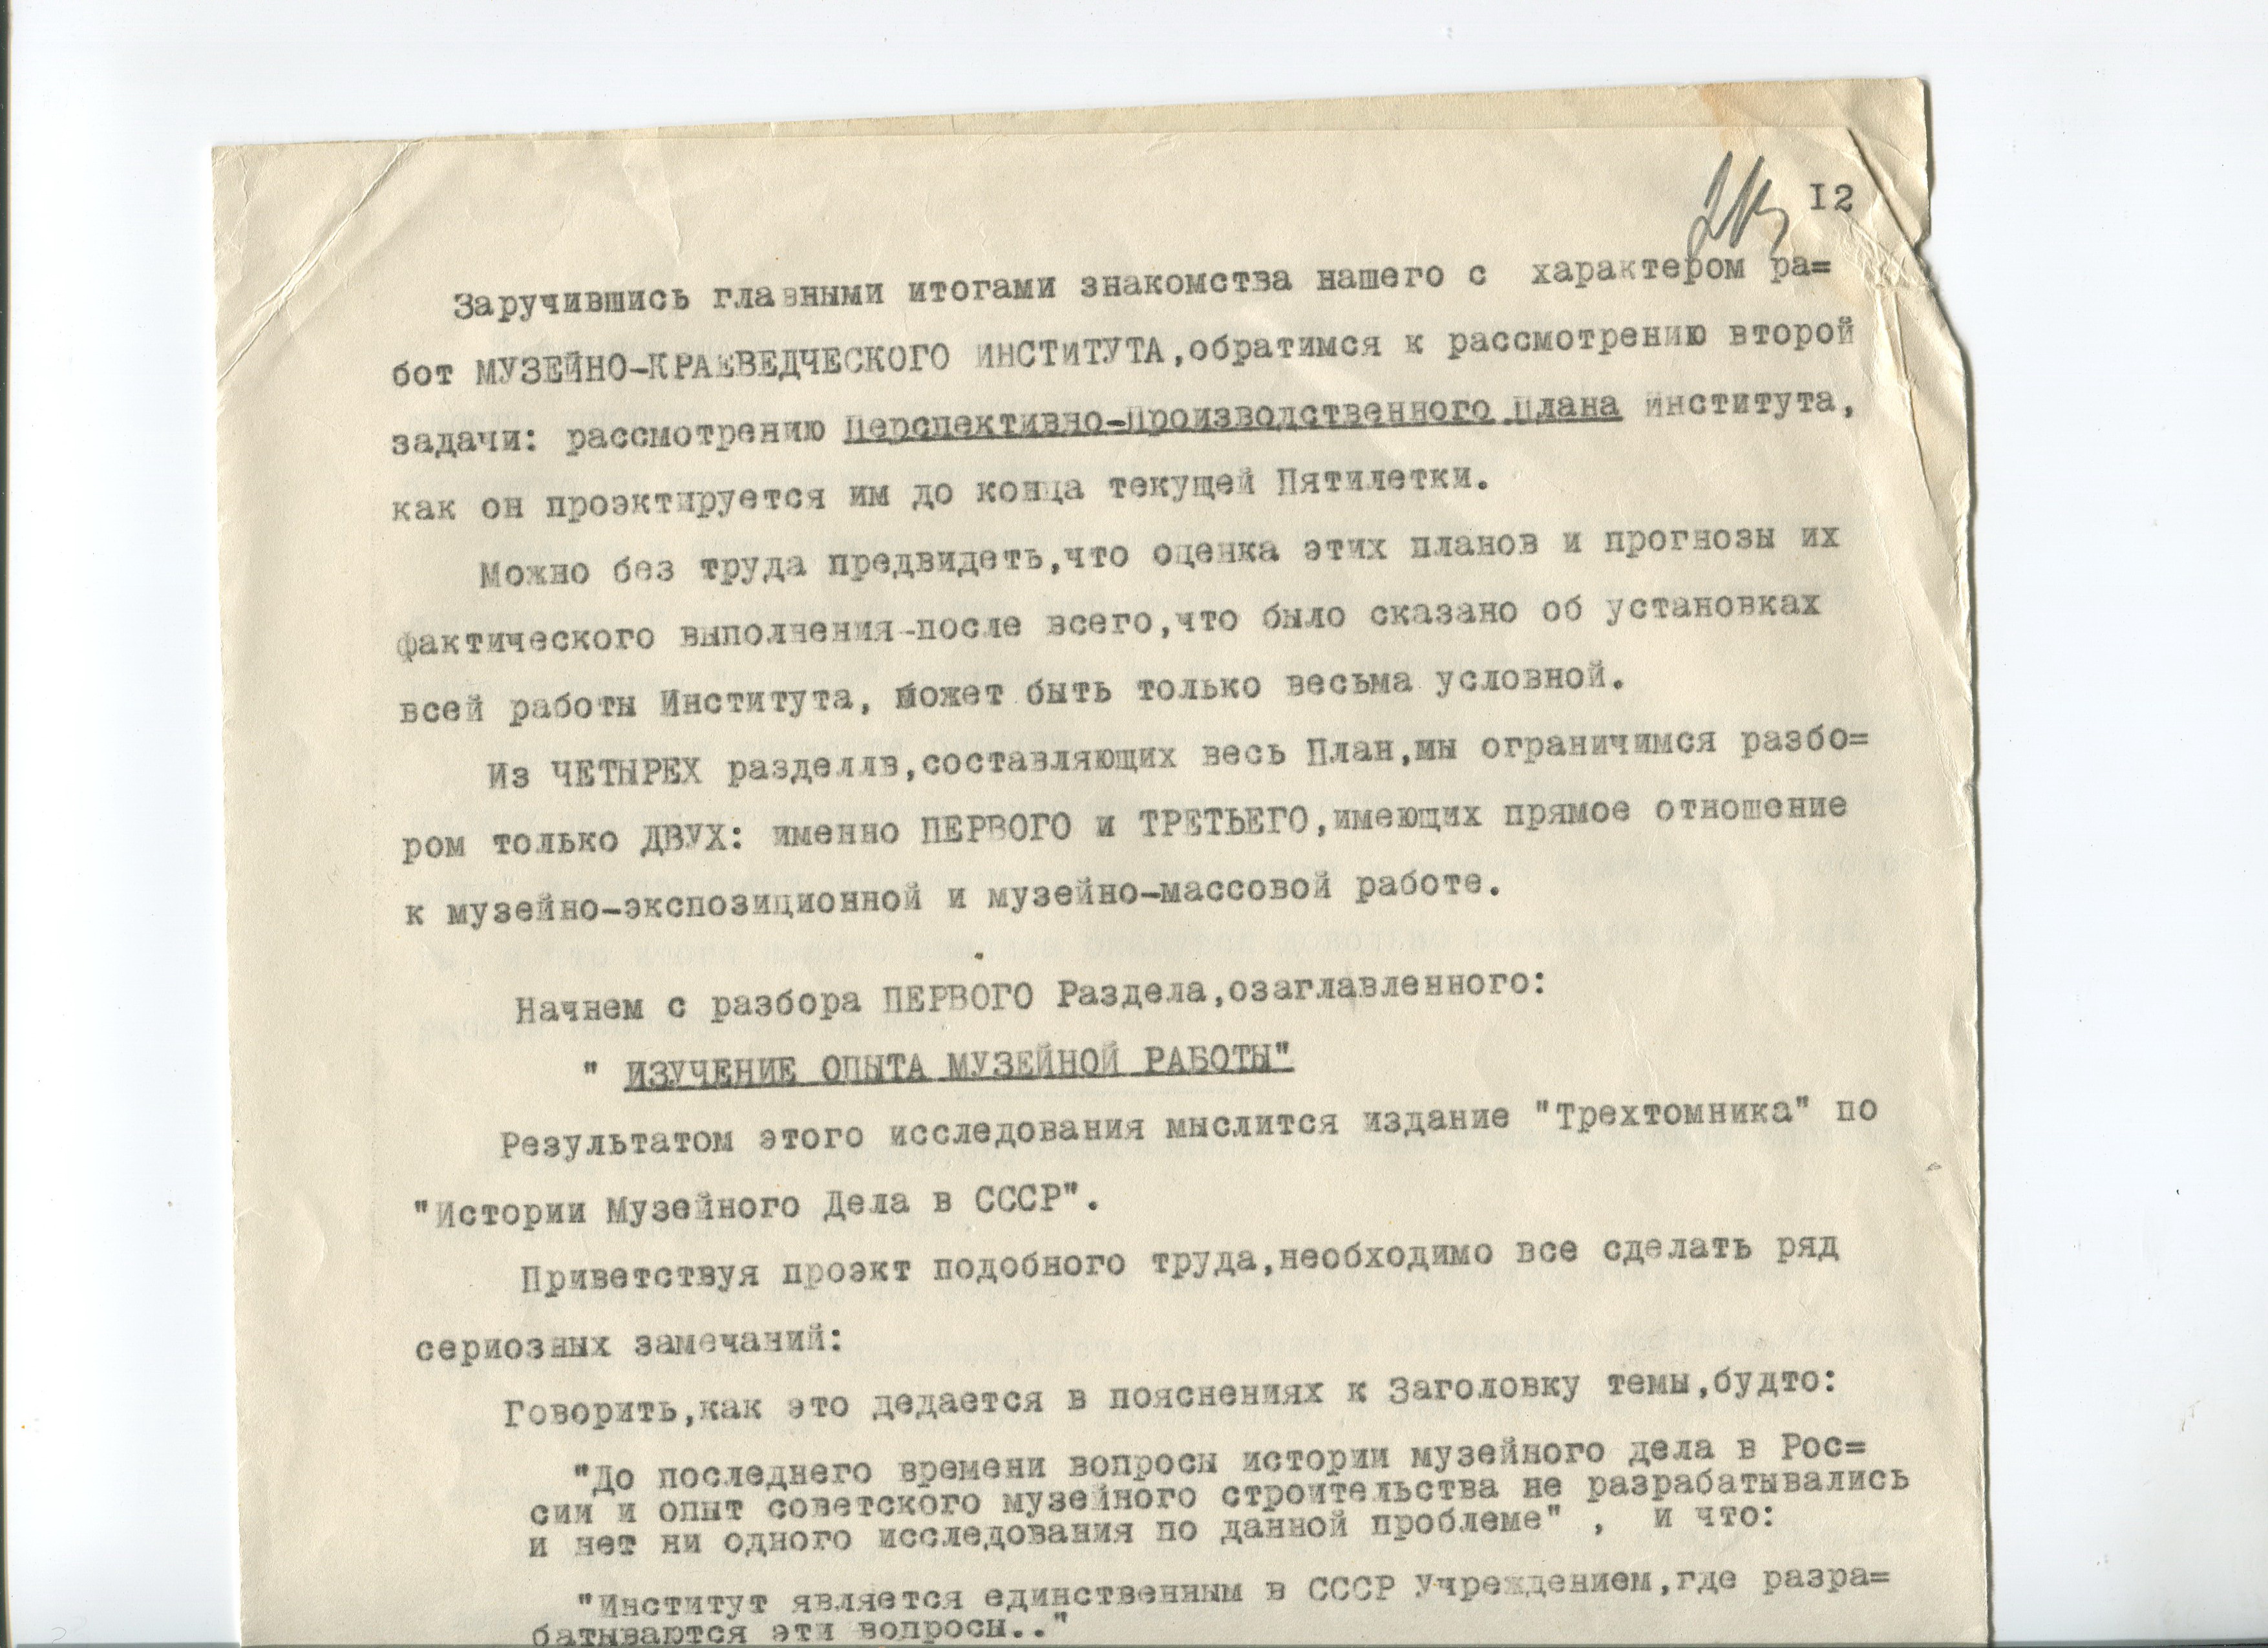 I2
Заручившись главными итогами знакомства нашего с характером ра=
бот МУЗЕЙНО-КРАЕВЕДЧЕСКОГО ИНСТИТУТА,обратимся к рассмотрению второй
задачи: рассмотрению Перспективно-Производственного Плана Института,
как он проэктируется им до конца текущей Пятилетки.
Можно без труда предвидеть,что оценка этих планов и прогнозы их
фактического выполнения-после всего,что было сказано об установках
всей работы Института, может быть только весьма условной.
Из ЧЕТЫРЕХ разделлв,составляющих весь План,мы ограничимся разбо=
ром только ДВУХ: именно ПЕРВОГО и ТРЕТЬЕГО,имеющих прямое отношение
к музейно-экспозиционной и музейно-массовой работе.
Начнем с разбора ПЕРВОГО Раздела,озаглавленного:
" ИЗУЧЕНИЕ ОПЫТА МУЗЕЙНОЙ РАБОТЫ"
Результатом этого исследования мыслится издание "Трехтомника" по
"Истории Музейного Дела в СССР".
Приветствуя проэкт подобного труда,необходимо все сделать ряд
сериозных замечаний:
Говорить,как это дедается в пояснениях к Заголовку темы,будто:
"До последнего времени вопросы истории музейного дела в Рос=
сии и опыт советского музейного строительства не разрабатывались
и нет ни одного исследования по данной проблеме" , и что:
"Институт является единственным в СССР Учреждением,где разра=
батываются эти вопросы.."